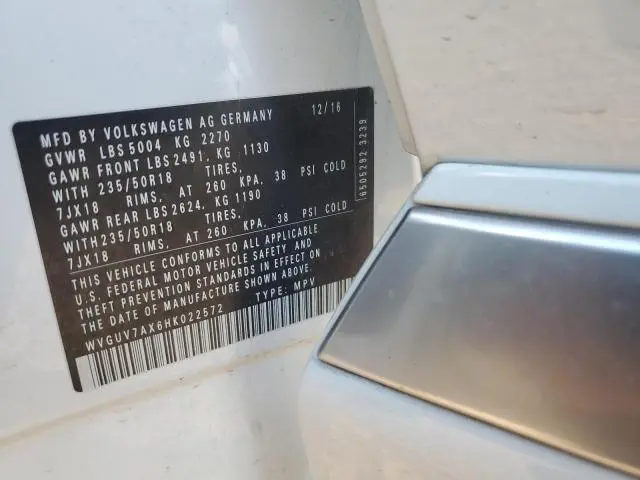 MFD BY VOLKSWAGEN AG GERMANY 12/16
GVWR LBS 5004 KG 2270
GAWR FRONT LBS 2491, KG 1130
WITH 235/50R18 TIRES,
7JX18 RIMS, AT 260 KPA, 38 PSI COLD
GAWR REAR LBS 2624, KG 1190
WITH 235/50R18 TIRES,
7JX18 RIMS, AT 260 KPA, 38 PSI COLD
THIS VEHICLE CONFORMS TO ALL APPLICABLE
U.S. FEDERAL MOTOR VEHICLE SAFETY AND
THEFT PREVENTION STANDARDS IN EFFECT ON
DATE OF MANUFACTURE SHOWN ABOVE.
WVGUV7AX6HK022572 TYPE: MPV
6505292 3239